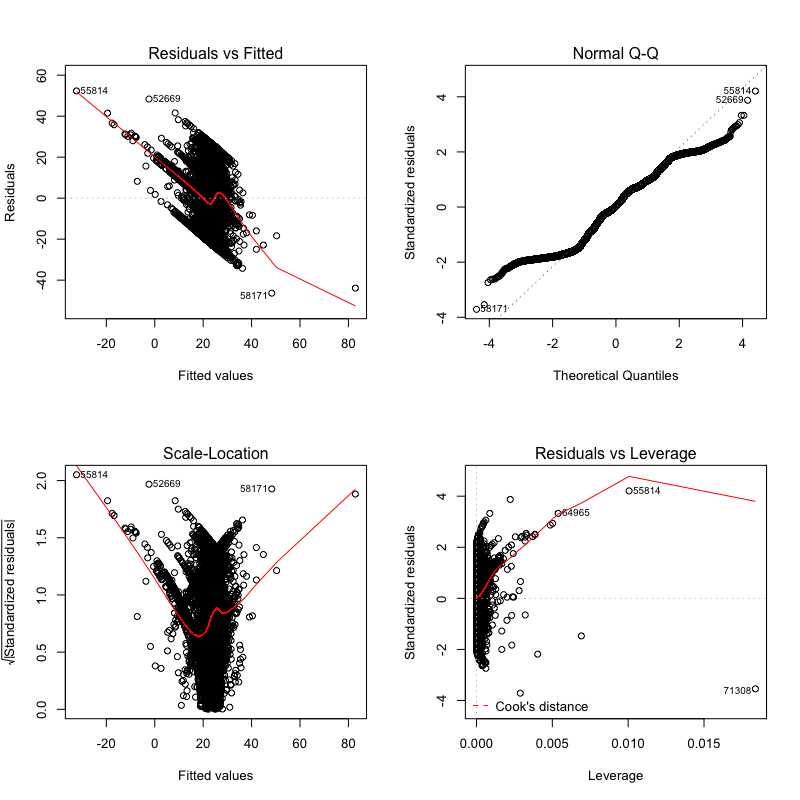 Residuals vs Fitted
Residuals
60
40
20
0
-20
-40
55814
52669
58171
-20 0 20 40 60 80
Fitted values
Normal Q-Q
Standardized residuals
4
2
0
-2
-4
55814
52669
58171
-4 -2 0 2 4
Theoretical Quantiles
Scale-Location
√|Standardized residuals|
2.0
1.5
1.0
0.5
0.0
55814
52669
58171
-20 0 20 40 60 80
Fitted values
Residuals vs Leverage
Standardized residuals
4
2
0
-2
-4
55814
64965
71308
Cook's distance
0.000 0.005 0.010 0.015
Leverage